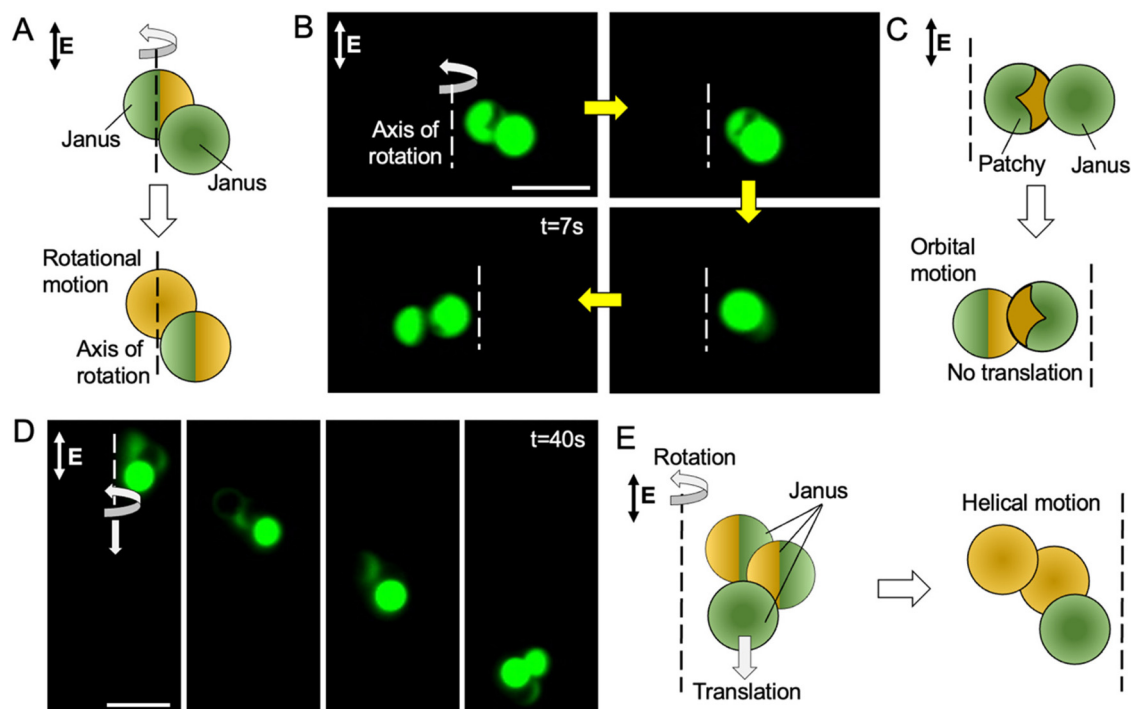 A
E
Janus
Janus
Rotational
motion
Axis of
rotation
B
E
Axis of
rotation
t=7s
C
E
Patchy
Janus
Orbital
motion
No translation
D
E
t=40s
E
Rotation
E
Janus
Translation
Helical motion